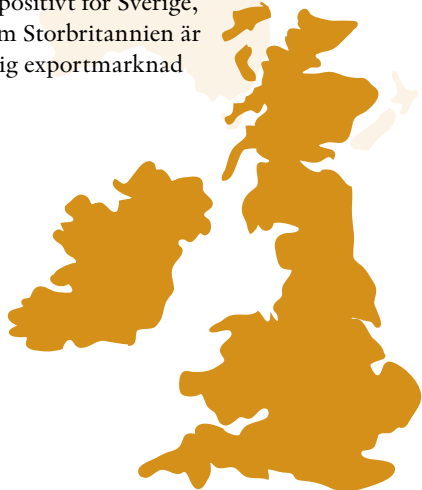 positivt för Sverige,
m Storbritannien är
ig exportmarknad